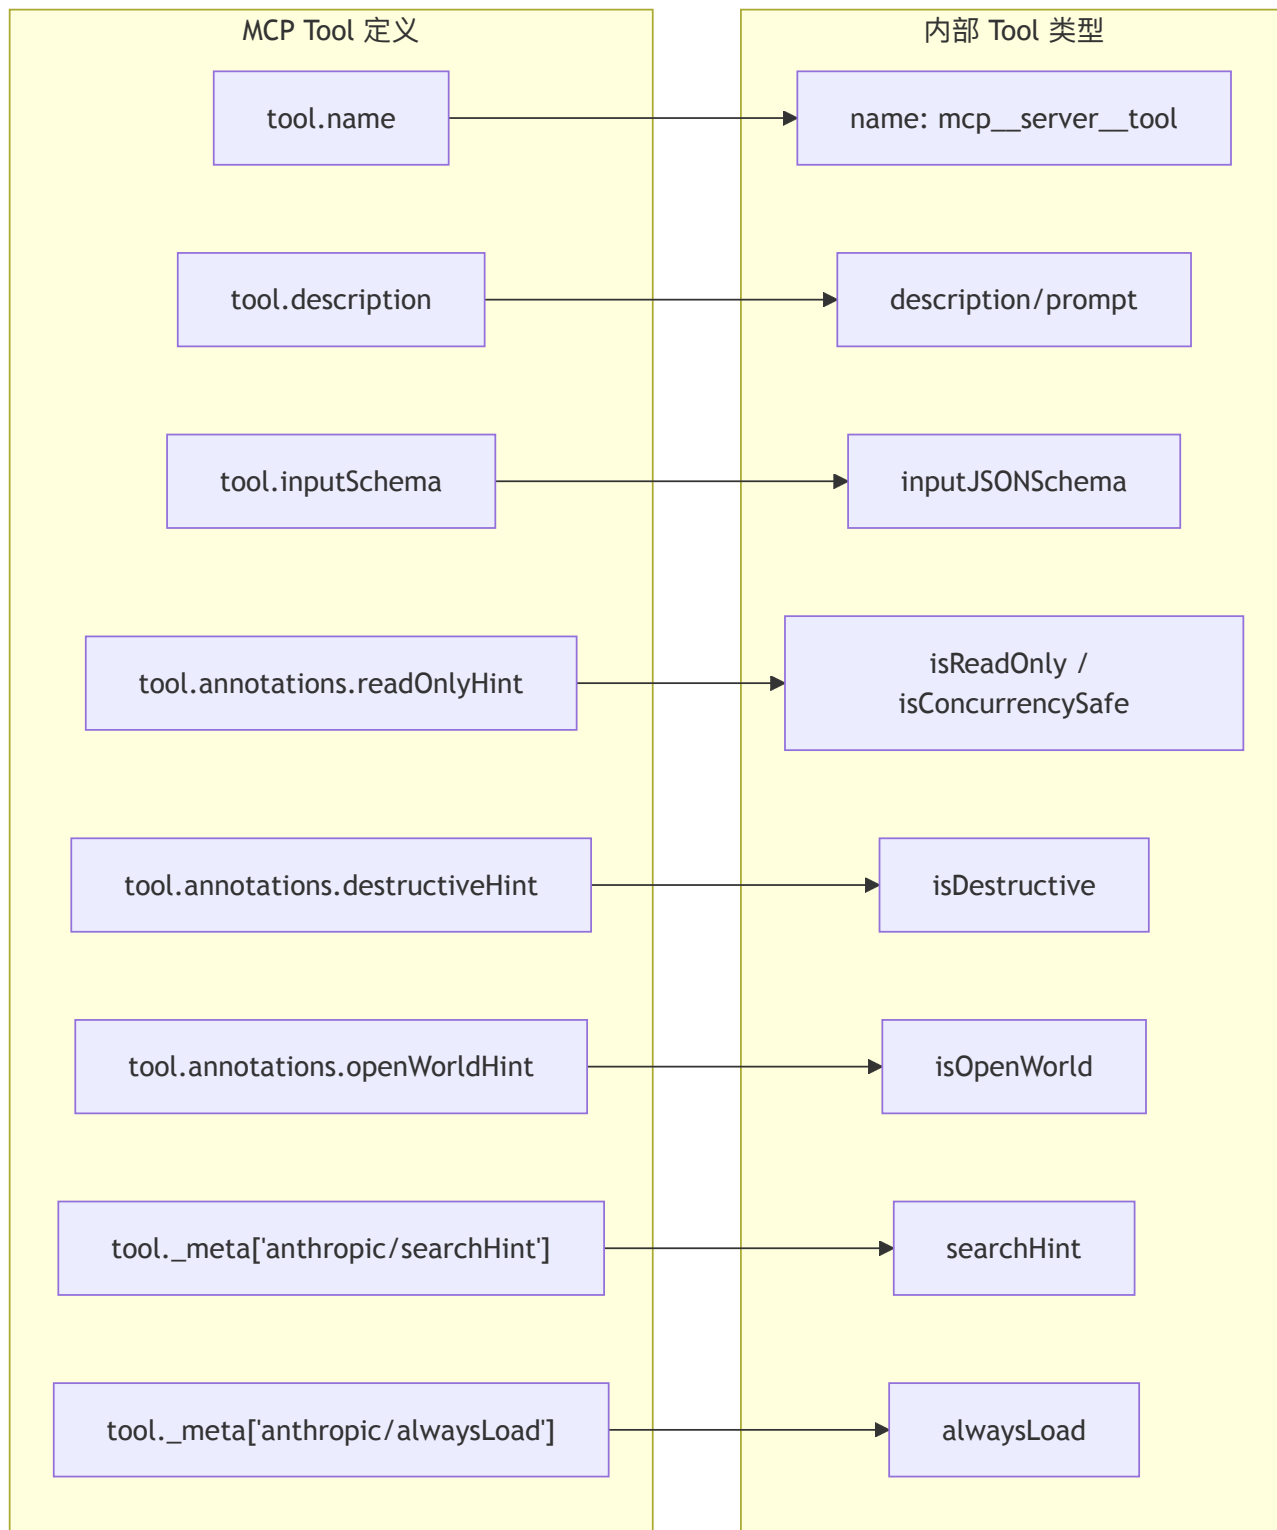 MCP Tool 定义
内部 Tool 类型
tool.name
name: mcp__server__tool
tool.description
description/prompt
tool.inputSchema
inputJSONSchema
tool.annotations.readOnlyHint
isReadOnly /
isConcurrencySafe
tool.annotations.destructiveHint
isDestructive
tool.annotations.openWorldHint
isOpenWorld
tool._meta['anthropic/searchHint']
searchHint
tool._meta['anthropic/alwaysLoad']
alwaysLoad